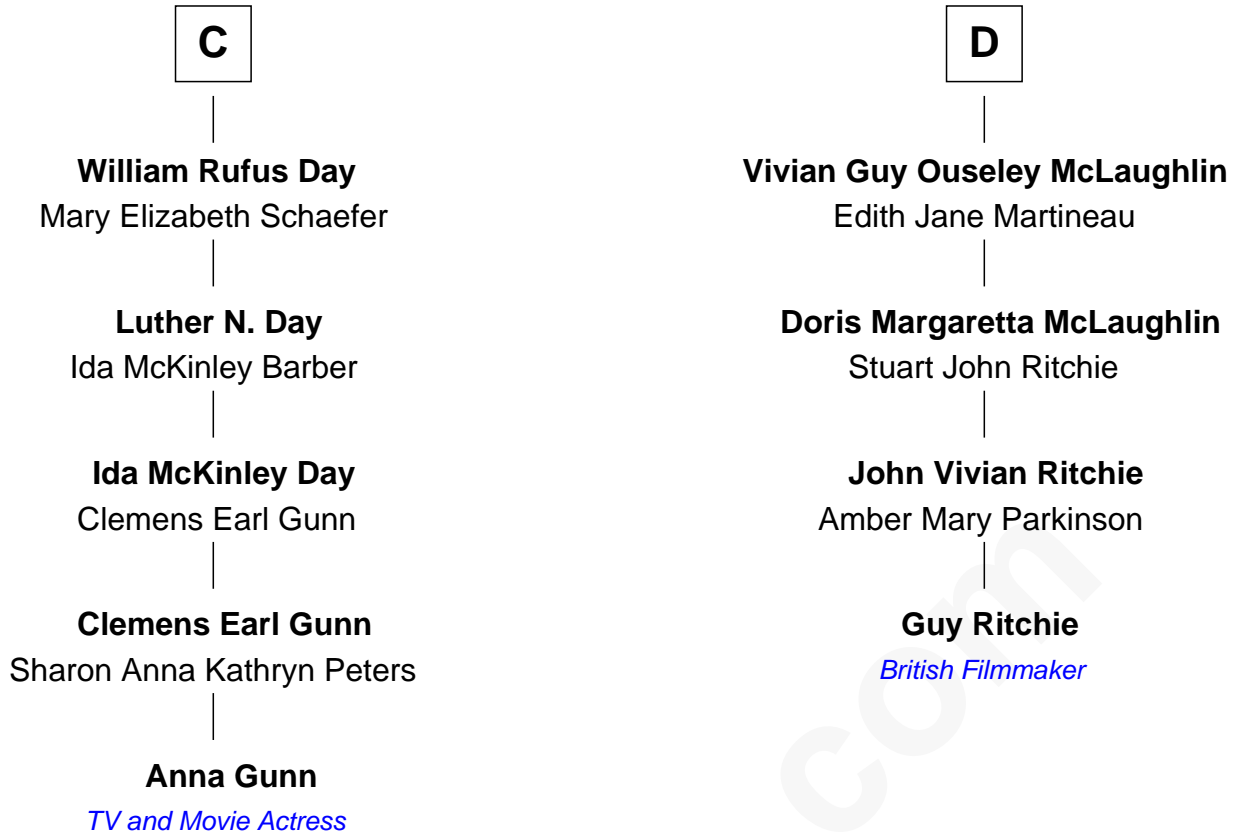 C
William Rufus Day
Mary Elizabeth Schaefer
Luther N. Day
Ida McKinley Barber
Ida McKinley Day
Clemens Earl Gunn
Clemens Earl Gunn
Sharon Anna Kathryn Peters
Anna Gunn
TV and Movie Actress
D
Vivian Guy Ouseley McLaughlin
Edith Jane Martineau
Doris Margaretta McLaughlin
Stuart John Ritchie
John Vivian Ritchie
Amber Mary Parkinson
Guy Ritchie
British Filmmaker
com